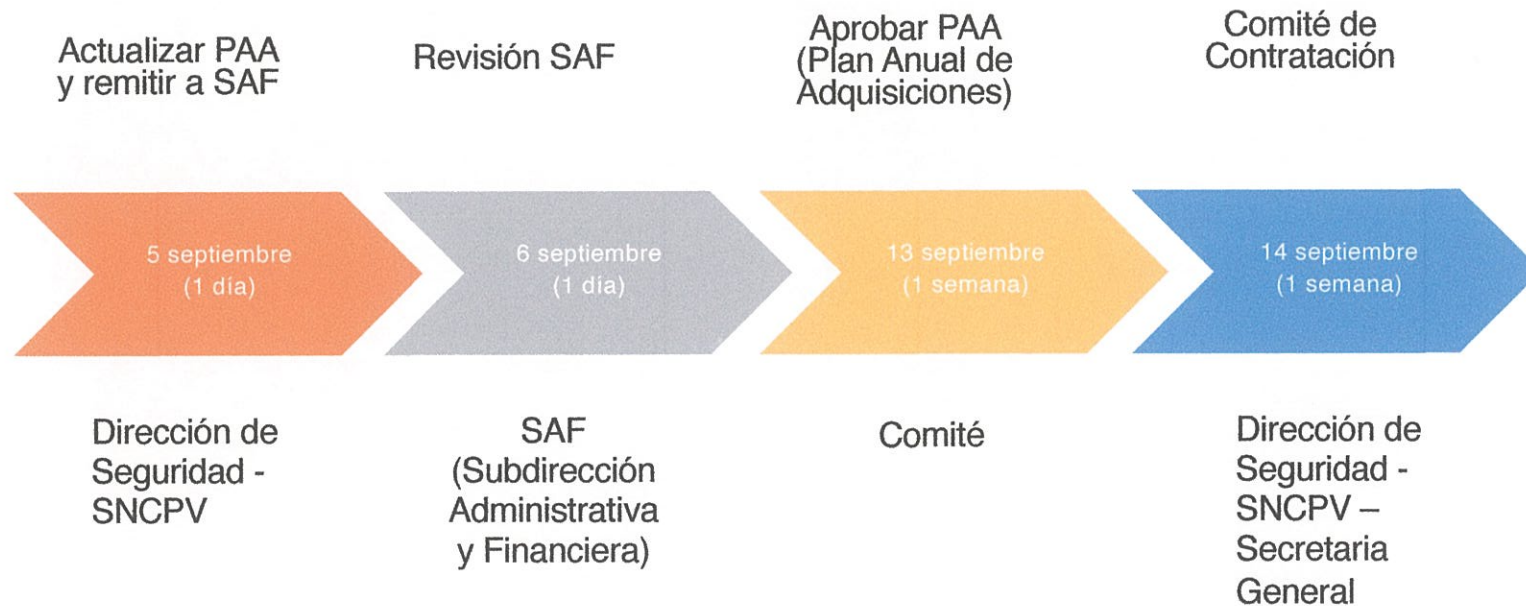 Actualizar PAA
y remitir a SAF
Revisión SAF
Aprobar PAA
(Plan Anual de
Adquisiciones)
Comité de
Contratación
5 septiembre
(1 día)
6 septiembre
(1 día)
13 septiembre
(1 semana)
14 septiembre
(1 semana)
Dirección de
Seguridad -
SNCPV
SAF
(Subdirección
Administrativa
y Financiera)
Comité
Dirección de
Seguridad -
SNCPV –
Secretaria
General